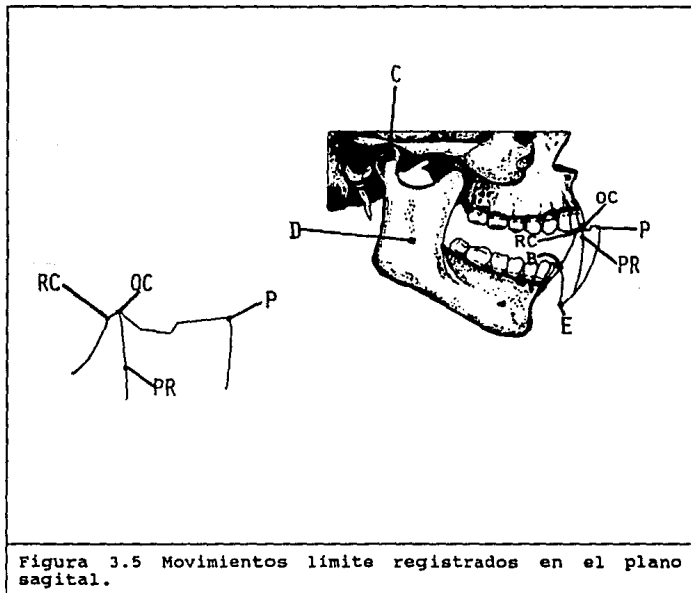 C
OC
D
RC
P
B
PR
E
RC
OC
P
PR
Figura 3.5 Movimientos límite registrados en el plano
sagital.